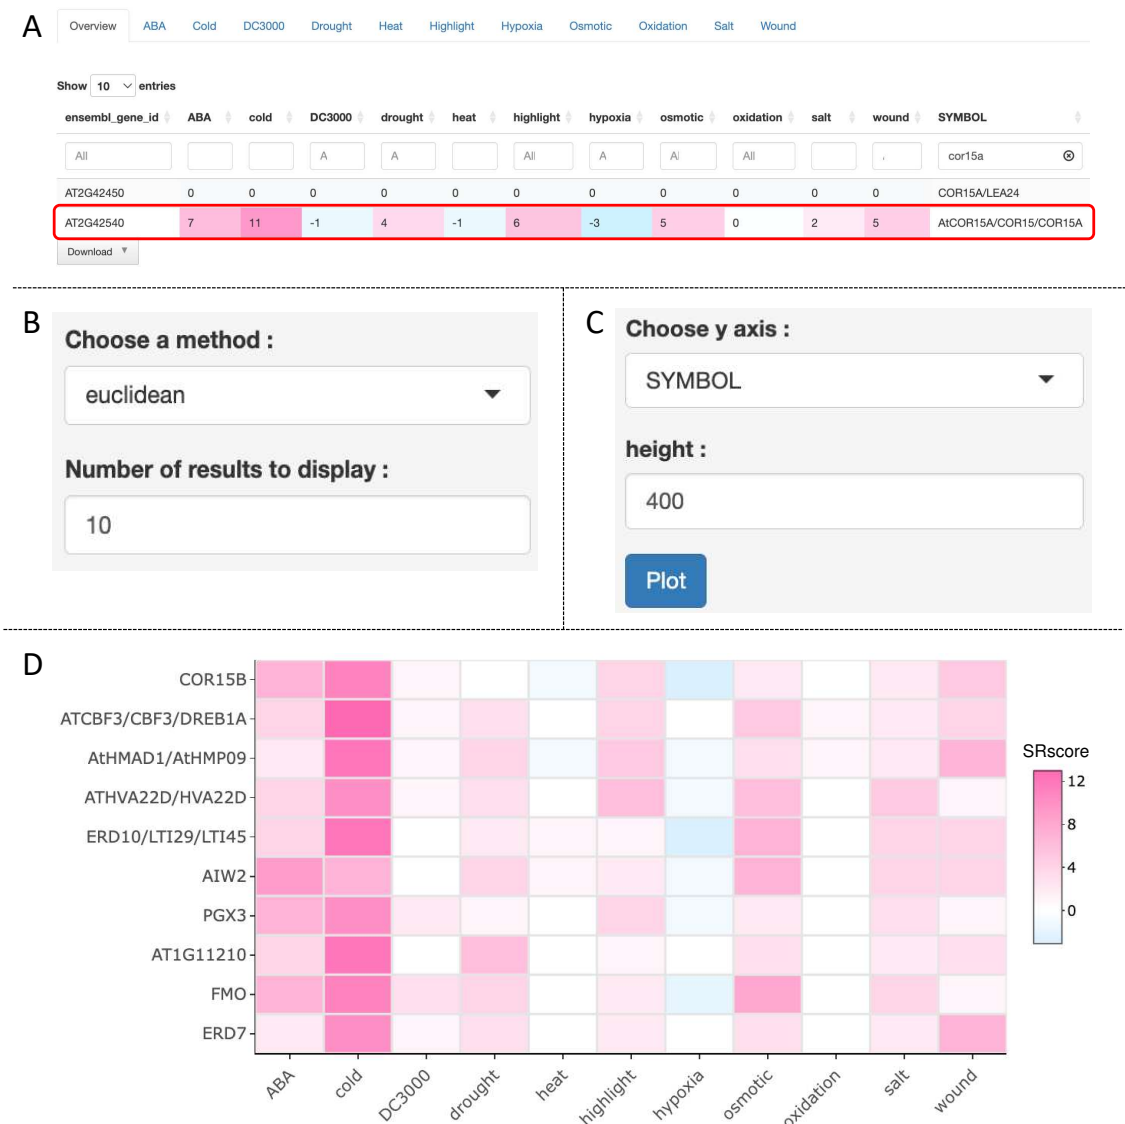 A
Overview ABA Cold DC3000 Drought Heat Highlight Hypoxia Osmotic Oxidation Salt Wound
Show 10 entries
ensembl_gene_id ABA cold DC3000 drought heat highlight hypoxia osmotic oxidation salt wound SYMBOL
All A A All A Al All cor15a
AT2G42450 0 0 0 0 0 0 0 0 0 0 0 COR15A/LEA24
AT2G42540 7 11 -1 4 -1 6 -3 5 0 2 5 AtCOR15A/COR15/COR15A
Download
B
Choose a method :
euclidean
Number of results to display :
10
C
Choose y axis :
SYMBOL
height :
400
Plot
D
COR15B
ATCBF3/CBF3/DREB1A
AtHMAD1/AtHMP09
ATHVA22D/HVA22D
ERD10/LTI29/LTI45
AIW2
PGX3
AT1G11210
FMO
ERD7
ABA cold DC3000 drought heat highlight hypoxia osmotic oxidation salt wound
SRscore
12
8
4
0